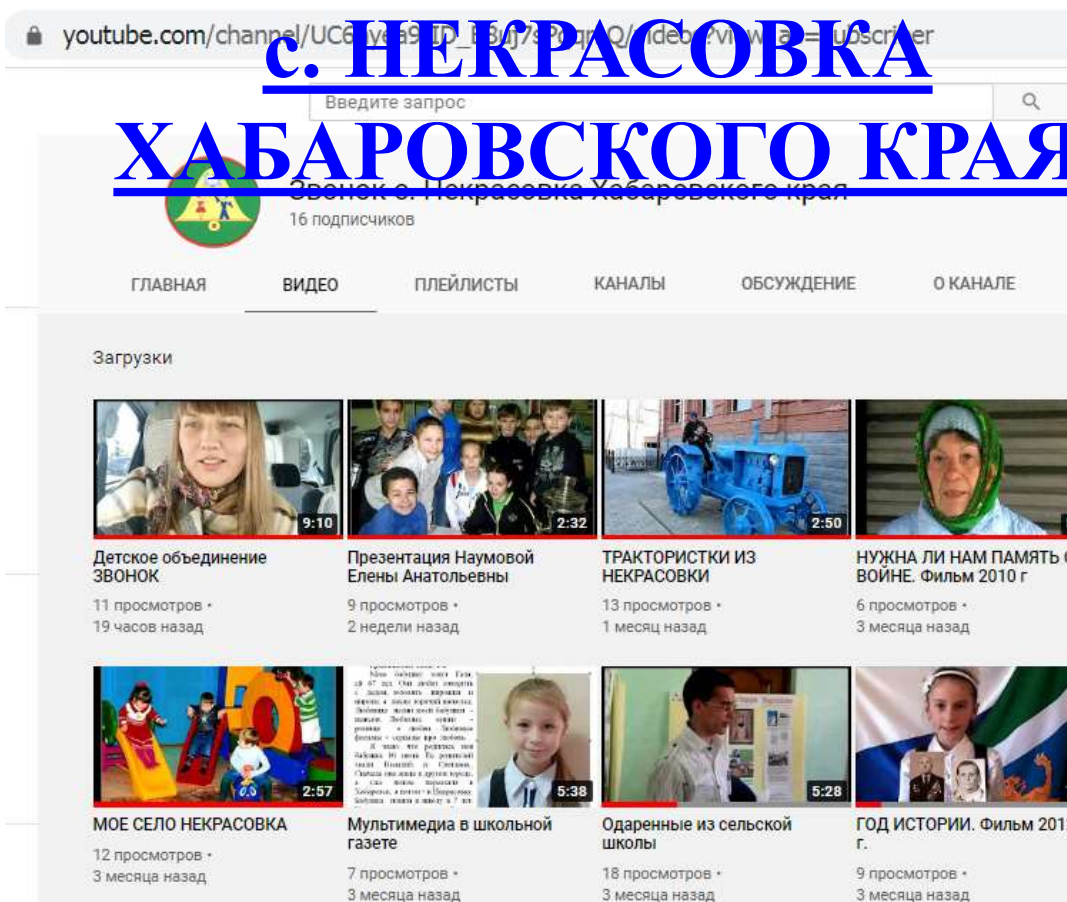 youtube.com/channel/
с. НЕКРАСОВКА
Введите запрос
ХАБАРОВСКОГО КРАЯ
Звонок с. Некрасовка Хабаровского края
16 подписчиков
ГЛАВНАЯ ВИДЕО ПЛЕЙЛИСТЫ КАНАЛЫ ОБСУЖДЕНИЕ О КАНАЛЕ
Загрузки
9:10 2:32 2:50
Детское объединение Презентация Наумовой ТРАКТОРИСТКИ ИЗ НУЖНА ЛИ НАМ ПАМЯТЬ О
ЗВОНОК Елены Анатольевны НЕКРАСОВКИ ВОЙНЕ. Фильм 2010 г
11 просмотров • 9 просмотров • 13 просмотров • 6 просмотров •
19 часов назад 2 недели назад 1 месяц назад 3 месяца назад
2:57 5:38 5:28
МОЕ СЕЛО НЕКРАСОВКА Мультимедиа в школьной Одаренные из сельской ГОД ИСТОРИИ. Фильм 201
газете школы г.
12 просмотров • 7 просмотров • 18 просмотров • 9 просмотров •
3 месяца назад 3 месяца назад 3 месяца назад 3 месяца назад